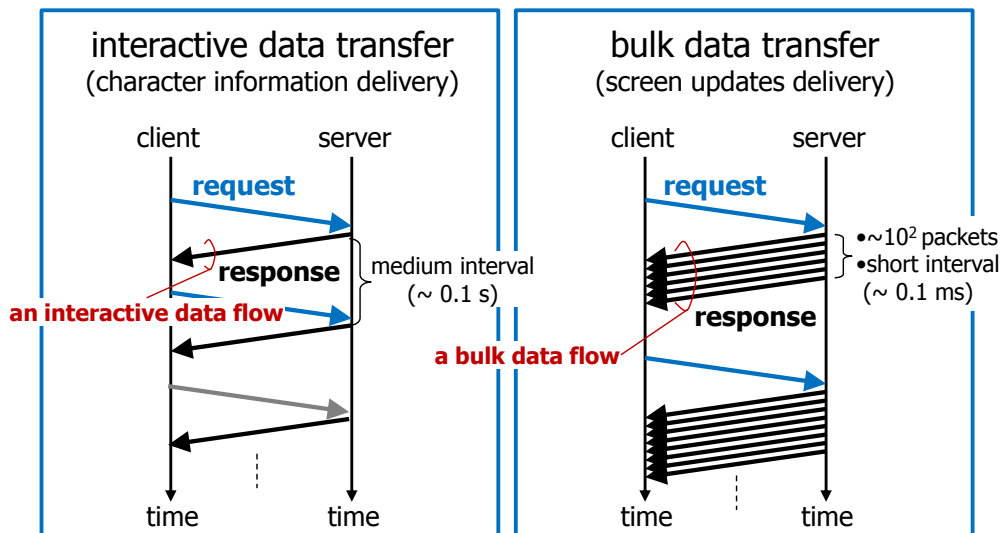 interactive data transfer
(character information delivery)
client
server
request
response
medium interval
(~ 0.1 s)
an interactive data flow
time
time
bulk data transfer
(screen updates delivery)
client
server
request
•~10² packets
•short interval
(~ 0.1 ms)
response
a bulk data flow
time
time